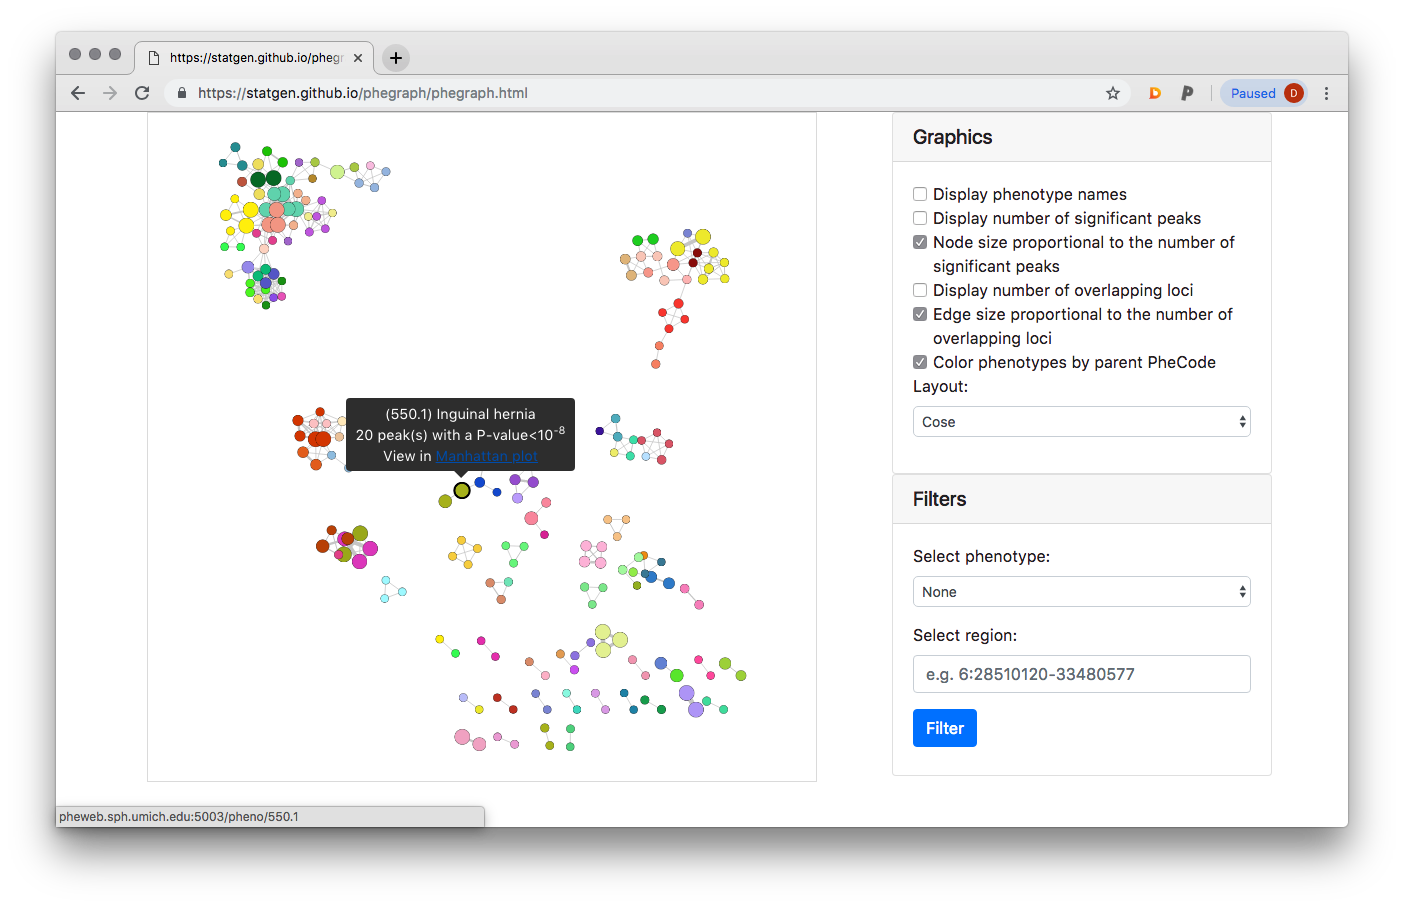 https://statgen.github.io/phegr
https://statgen.github.io/phegraph/phegraph.html
Paused D
Graphics
Display phenotype names
Display number of significant peaks
Node size proportional to the number of
significant peaks
Display number of overlapping loci
Edge size proportional to the number of
overlapping loci
Color phenotypes by parent PheCode
Layout:
Cose
(550.1) Inguinal hernia
20 peak(s) with a P-value<10⁻⁸
View in Manhattan plot
Filters
Select phenotype:
None
Select region:
e.g. 6:28510120-33480577
Filter
pheweb.sph.umich.edu:5003/pheno/550.1